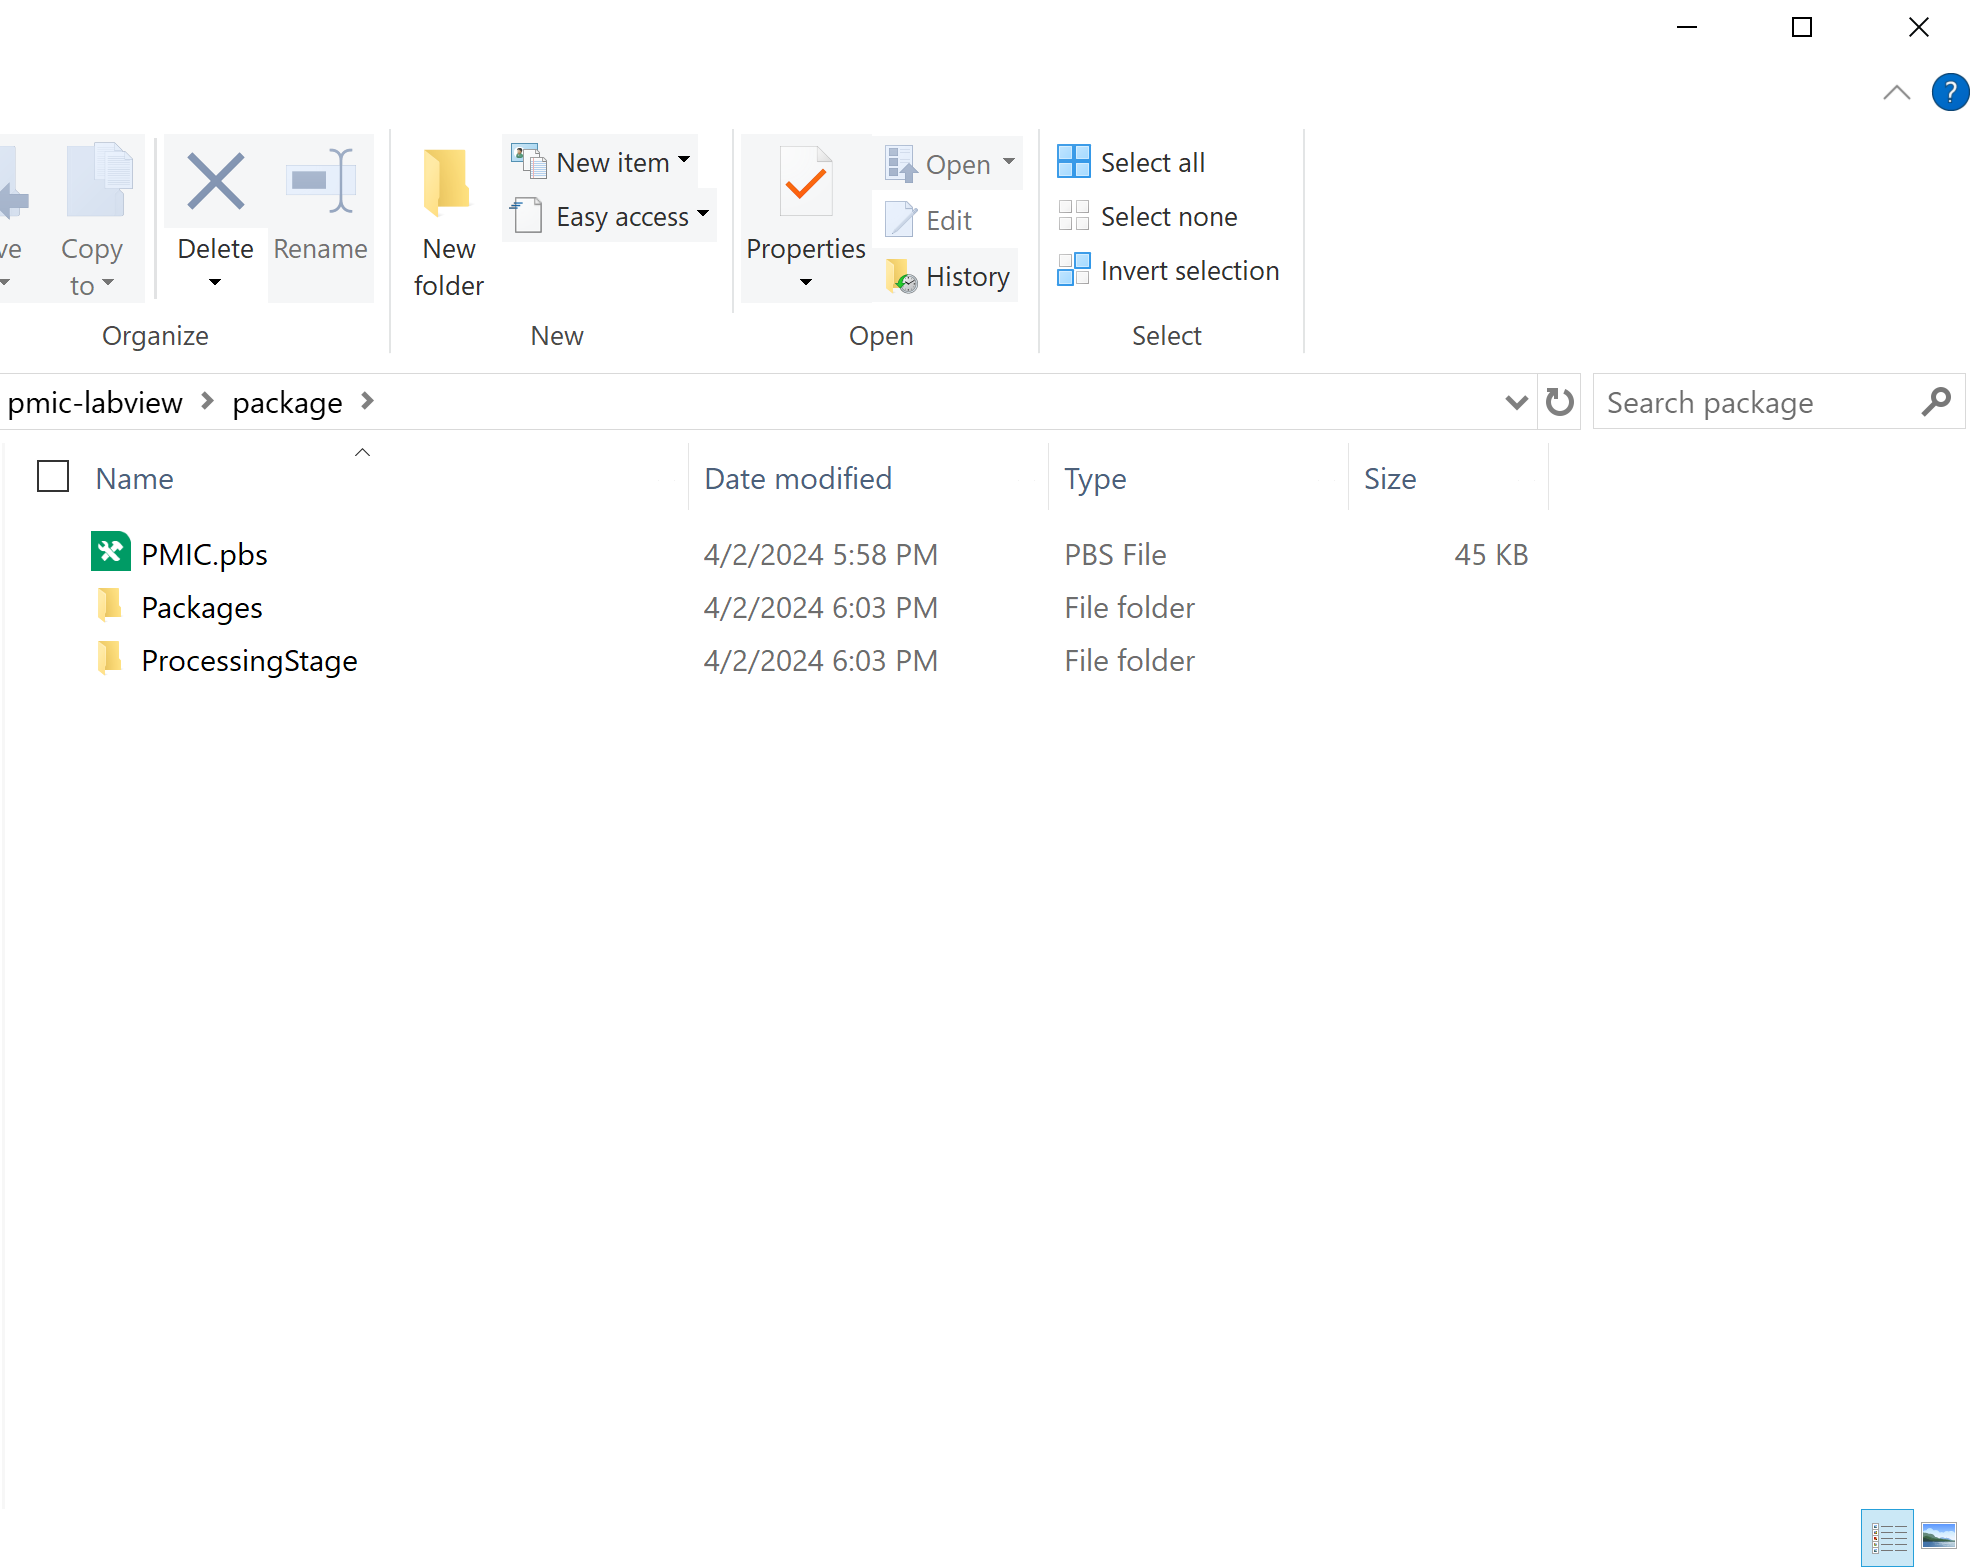 ?
ve
Copy
to
Delete
Rename
Organize
New
folder
New item
Easy access
New
Properties
Open
Edit
History
Open
Select all
Select none
Invert selection
Select
pmic-labview package
Search package
Name Date modified Type Size
PMIC.pbs 4/2/2024 5:58 PM PBS File 45 KB
Packages 4/2/2024 6:03 PM File folder
ProcessingStage 4/2/2024 6:03 PM File folder